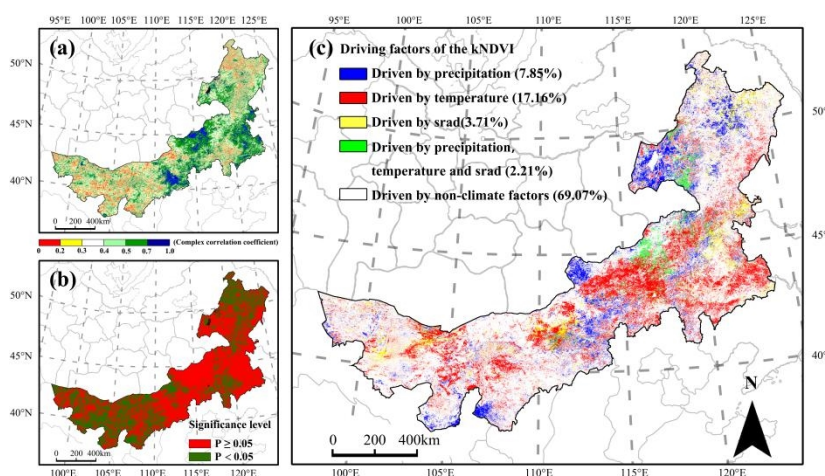 95°E 100°E 105°E 110°E 115°E 120°E
(a)
50°N
45°N
40°N
0 200 400km
(Complex correlation coefficient)
0 0.2 0.3 0.4 0.5 0.7 1.0
(b)
50°N
45°N
40°N
Significance level
P ≥ 0.05
P < 0.05
0 200 400km
100°E 105°E 110°E 115°E 120°E
95°E 100°E 105°E 110°E 115°E 120°E 125°E
(c)
Driving factors of the kNDVI
Driven by precipitation (7.85%)
Driven by temperature (17.16%)
Driven by srad(3.71%)
Driven by precipitation,
temperature and srad (2.21%)
Driven by non-climate factors (69.07%)
50°N
45°N
40°N
N
0 200 400km
100°E 105°E 110°E 115°E 120°E